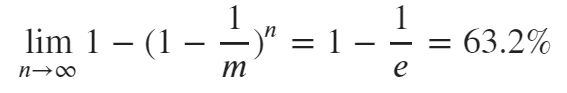 lim n→∞ 1 − (1 − 1/m)ⁿ = 1 − 1/e = 63.2%